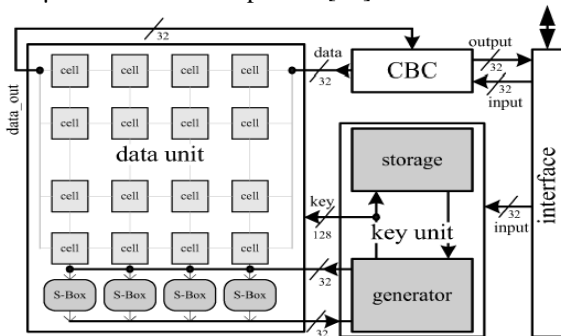 32
data
32
CBC
output
32
input
32
data_out
cell cell cell cell
cell cell cell cell
data unit
cell cell cell cell
cell cell cell cell
S-Box S-Box S-Box S-Box
key
128
32
32
storage
key unit
generator
32
input
interface